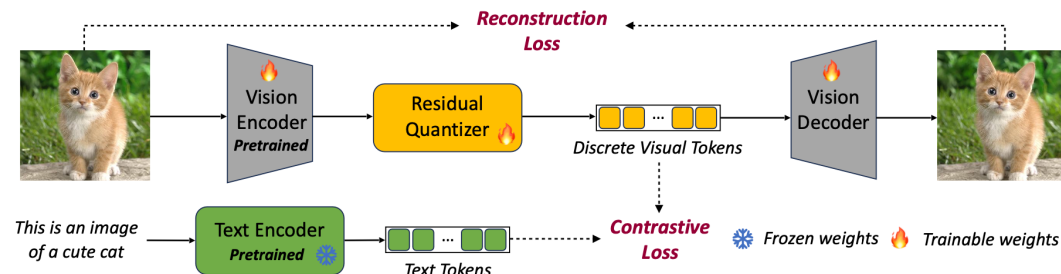 Reconstruction
Loss
Vision
Encoder
Pretrained
Residual
Quantizer
...
Discrete Visual Tokens
Vision
Decoder
This is an image
of a cute cat
Text Encoder
Pretrained
...
Text Tokens
Contrastive
Loss
Frozen weights
Trainable weights